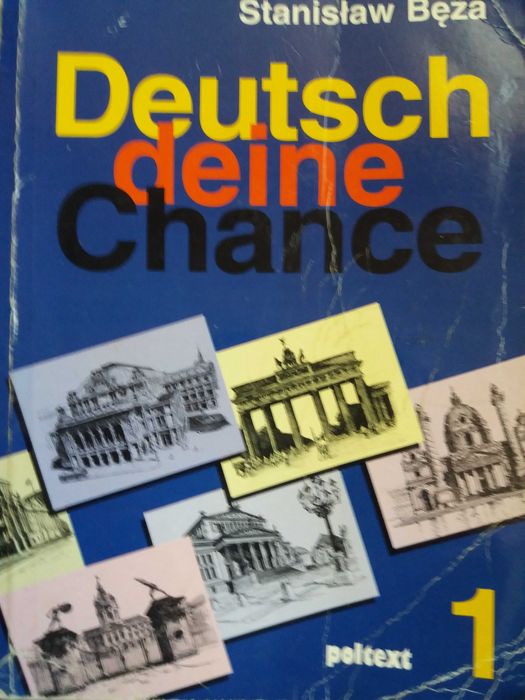 Stanisław Bęza
Deutsch
deine
Chance
poltext
1